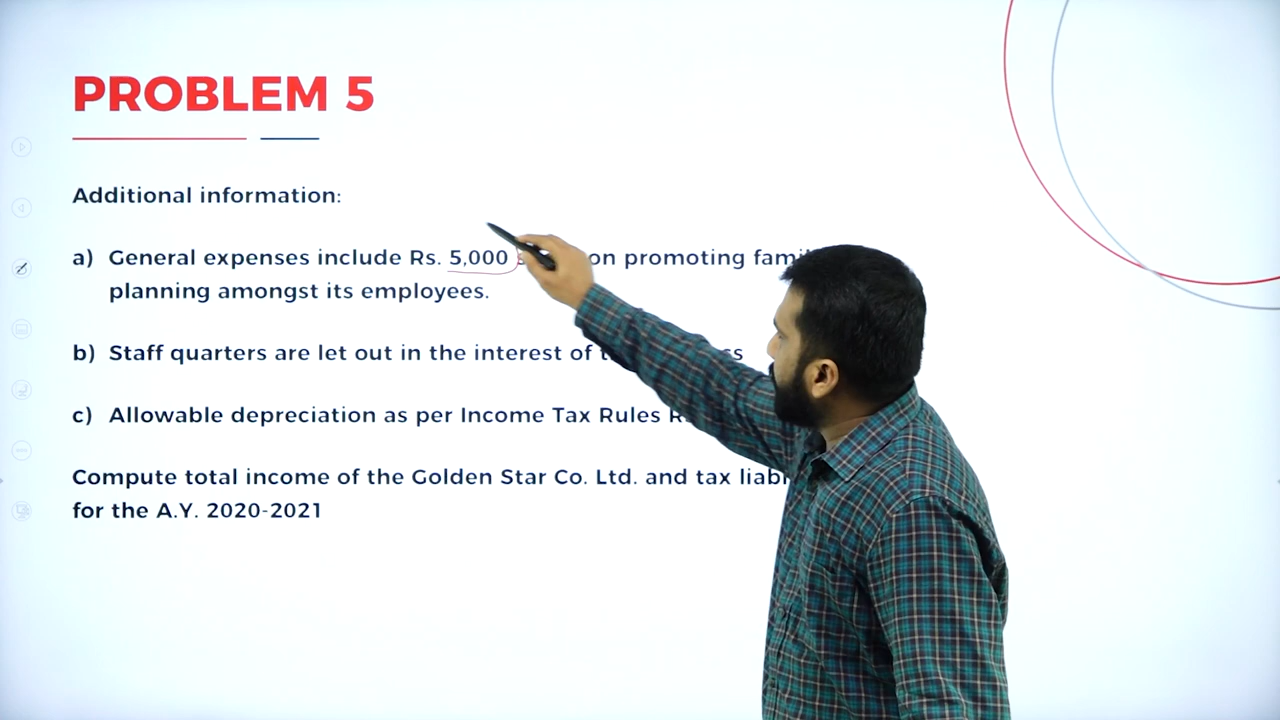 PROBLEM 5
Additional information:
a) General expenses include Rs. 5,000 on promoting
planning amongst its employees.
b) Staff quarters are let out in the interest of
c) Allowable depreciation as per Income Tax Rules
Compute total income of the Golden Star Co. Ltd. and tax
for the A.Y. 2020-2021